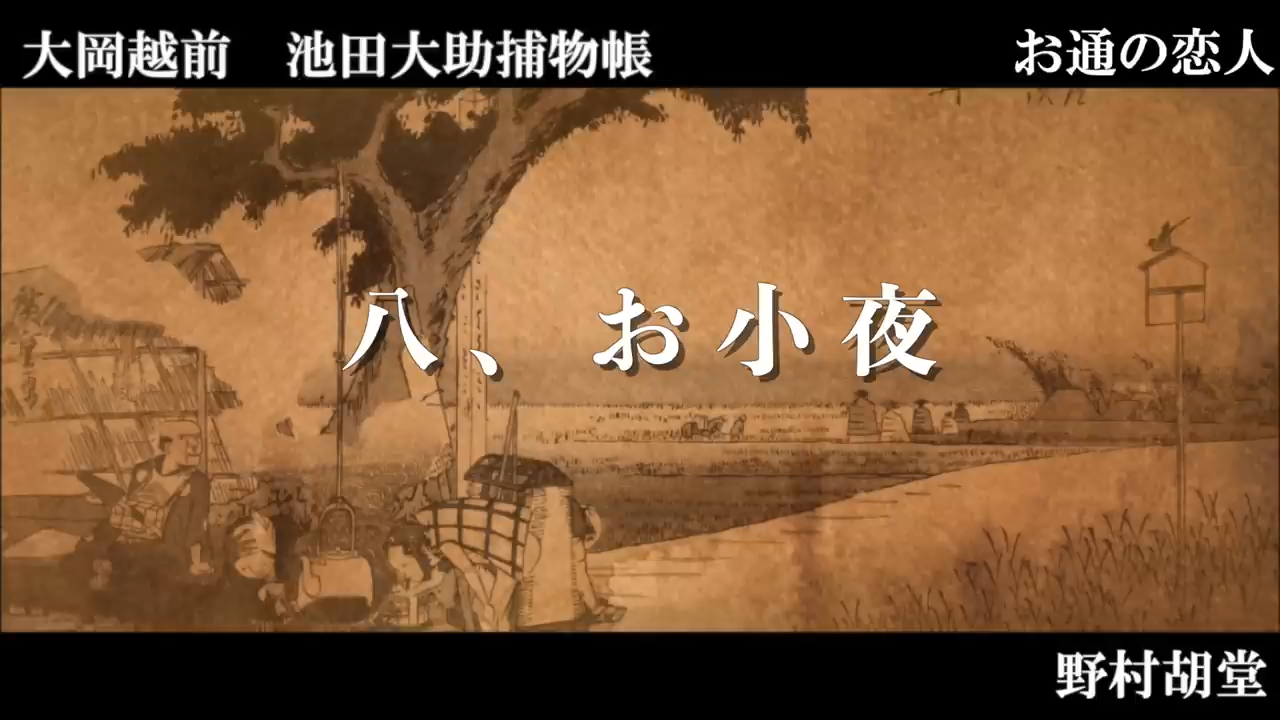 大岡越前　池田大助捕物帳
お通の恋人
八、お小夜
野村胡堂